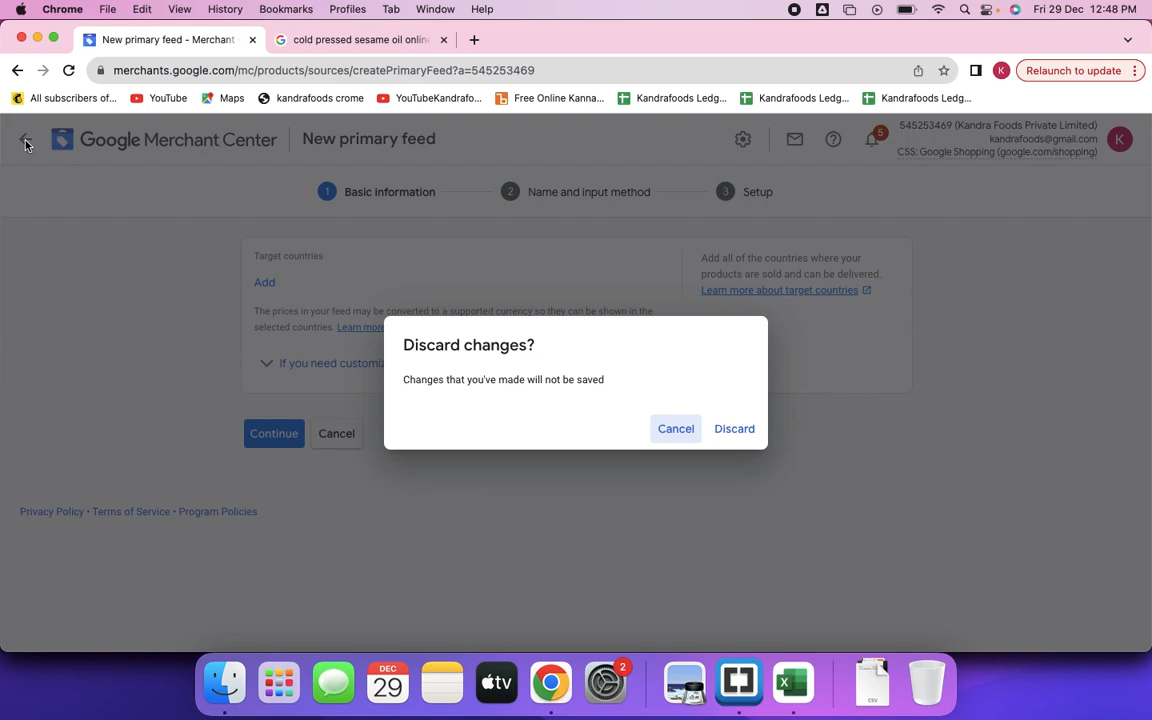 Chrome File Edit View History Bookmarks Profiles Tab Window Help Fri 29 Dec 12:48 PM
New primary feed - Merchant cold pressed sesame oil online
merchants.google.com/mc/products/sources/createPrimaryFeed?a=545253469 K Relaunch to update
All subscribers of... YouTube Maps kandrafoods crome YouTubeKandrafo... Free Online Kanna... Kandrafoods Ledg... Kandrafoods Ledg... Kandrafoods Ledg...
Google Merchant Center New primary feed 5 545253469 (Kandra Foods Private Limited)
kandrafoods@gmail.com
CSS: Google Shopping (google.com/shopping)
K
1 Basic information 2 Name and input method 3 Setup
Target countries
Add
The prices in your feed may be converted to a supported currency so they can be shown in the
selected countries. Learn more
If you need customiz
Add all of the countries where your
products are sold and can be delivered.
Learn more about target countries
Discard changes?
Changes that you've made will not be saved
Cancel Discard
Continue Cancel
Privacy Policy • Terms of Service • Program Policies
DEC
29
tv
2
X
CSV